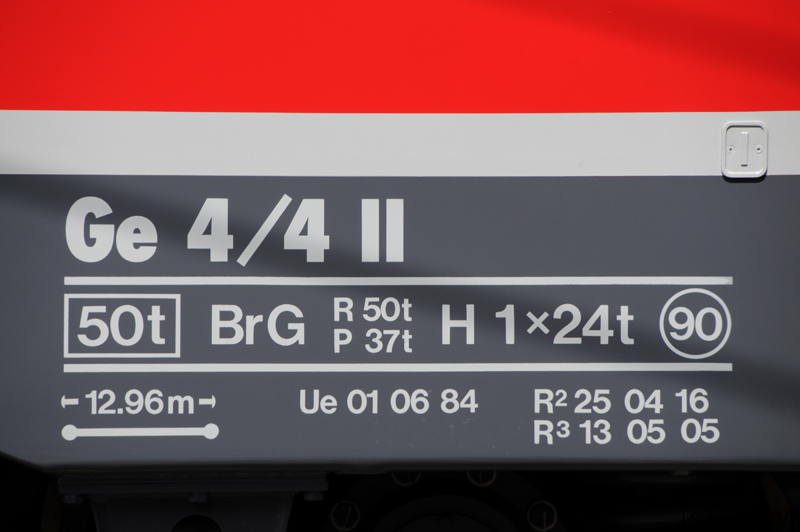 Ge 4/4 II
50t BrG R 50t H 1×24t 90
P 37t
12.96m Ue 01 06 84 R2 25 04 16
R3 13 05 05